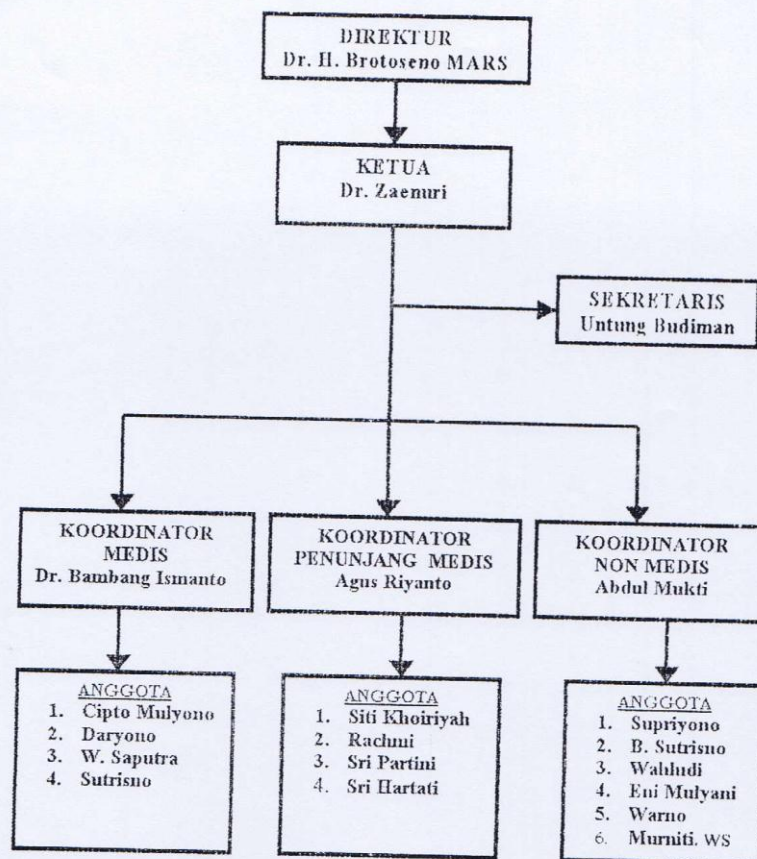 DIREKTUR
Dr. H. Brotoseno MARS
KETUA
Dr. Zaenuri
SEKRETARIS
Untung Budiman
KOORDINATOR
MEDIS
Dr. Bambang Ismanto
KOORDINATOR
PENUNJANG MEDIS
Agus Riyanto
KOORDINATOR
NON MEDIS
Abdul Mukti
ANGGOTA
1. Cipto Mulyono
2. Daryono
3. W. Saputra
4. Sutrisno
ANGGOTA
1. Siti Khoiriyah
2. Rachmi
3. Sri Partini
4. Sri Hartati
ANGGOTA
1. Supriyono
2. B. Sutrisno
3. Wahludi
4. Eni Mulyani
5. Warno
6. Murniti. WS